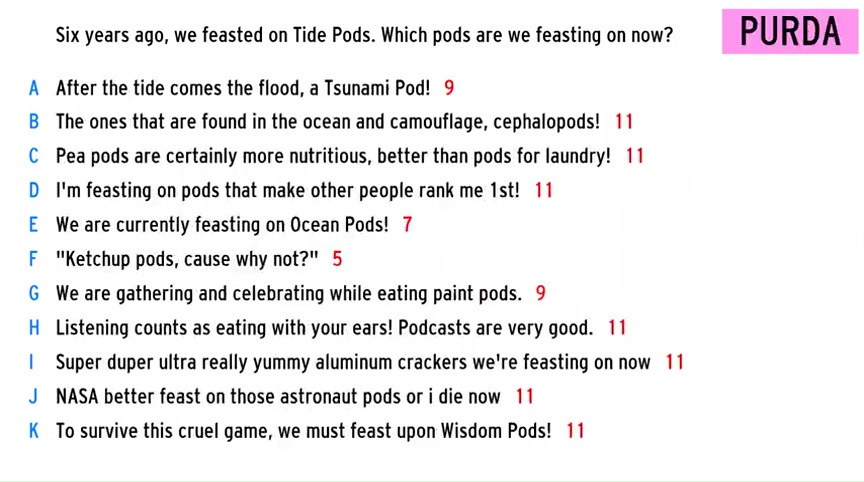 Six years ago, we feasted on Tide Pods. Which pods are we feasting on now?
PURDA
A After the tide comes the flood, a Tsunami Pod! 9
B The ones that are found in the ocean and camouflage, cephalopods! 11
C Pea pods are certainly more nutritious, better than pods for laundry! 11
D I'm feasting on pods that make other people rank me 1st! 11
E We are currently feasting on Ocean Pods! 7
F "Ketchup pods, cause why not?" 5
G We are gathering and celebrating while eating paint pods. 9
H Listening counts as eating with your ears! Podcasts are very good. 11
I Super duper ultra really yummy aluminum crackers we're feasting on now 11
J NASA better feast on those astronaut pods or i die now 11
K To survive this cruel game, we must feast upon Wisdom Pods! 11